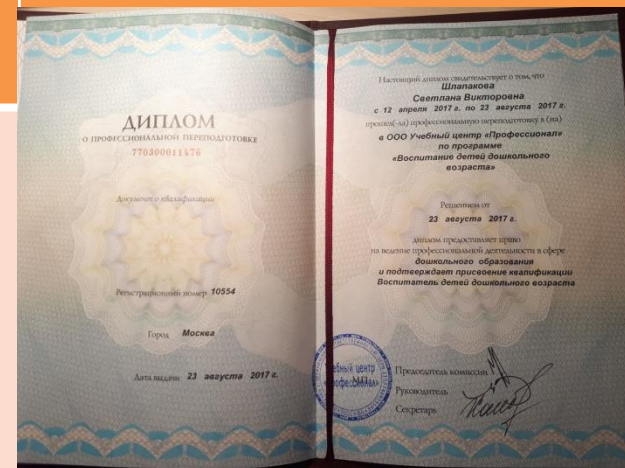 ДИПЛОМ
О ПРОФЕССИОНАЛЬНОЙ ПЕРЕПОДГОТОВКЕ
770300011476
Документ о квалификации
Регистрационный номер 10554
Город Москва
Дата выдачи 23 августа 2017 г.
Настоящий диплом свидетельствует о том, что
Шлапакова
Светлана Викторовна
с 12 апреля 2017 г. по 23 августа 2017 г.
прошел(-ла) профессиональную переподготовку в (на)
в ООО Учебный центр «Профессионал»
по программе
«Воспитание детей дошкольного
возраста»
Решением от
23 августа 2017 г.
диплом предоставляет право
на ведение профессиональной деятельности в сфере
дошкольного образования
и подтверждает присвоение квалификации
Воспитатель детей дошкольного возраста
Учебный центр
«Профессионал»
М.П.
Председатель комиссии
Руководитель
Секретарь